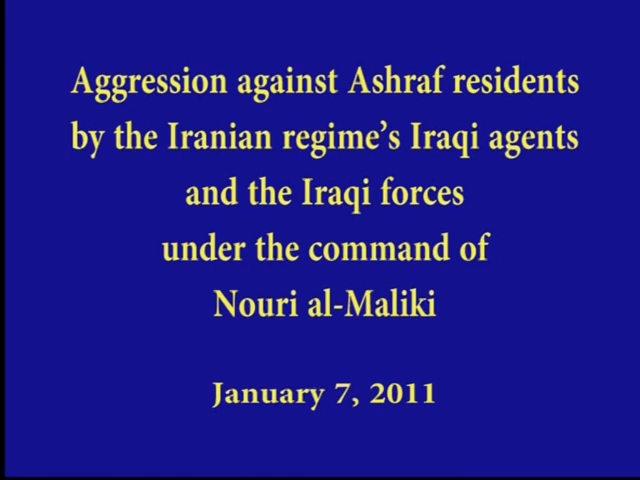 Aggression against Ashraf residents
by the Iranian regime’s Iraqi agents
and the Iraqi forces
under the command of
Nouri al-Maliki
January 7, 2011